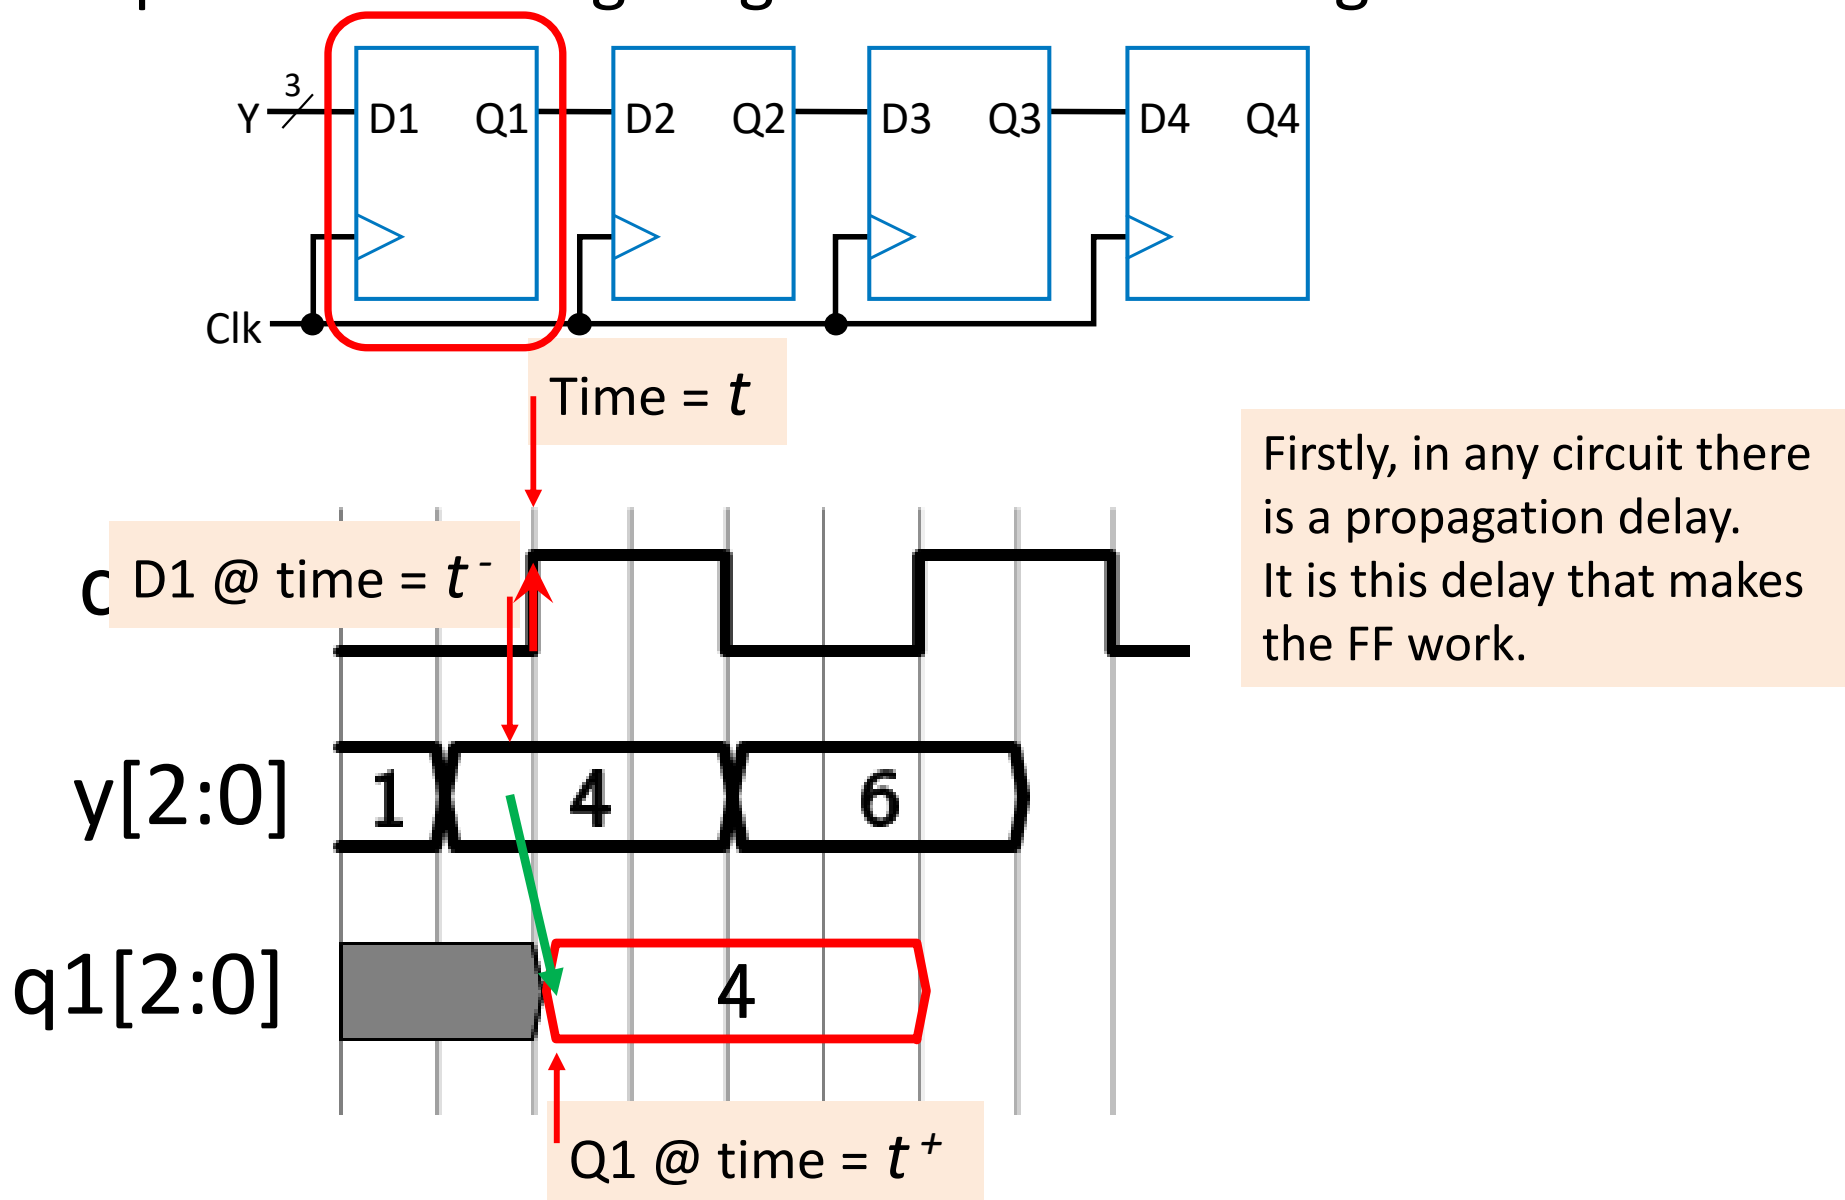 3
Y D1 Q1 D2 Q2 D3 Q3 D4 Q4
Clk
Time = t
Firstly, in any circuit there
is a propagation delay.
It is this delay that makes
the FF work.
D1 @ time = t -
y[2:0] 1 4 6
q1[2:0] 4
Q1 @ time = t +